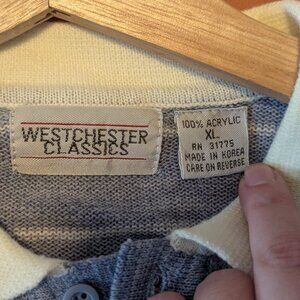 WESTCHESTER
CLASSICS
100% ACRYLIC
XL
RN 31775
MADE IN KOREA
CARE ON REVERSE